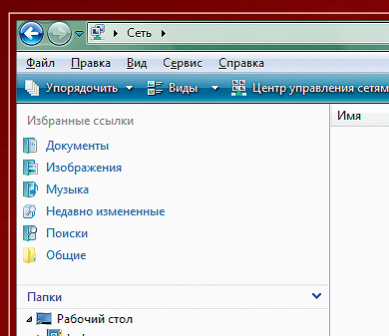 Сеть
Файл Правка Вид Сервис Справка
Упорядочить Виды Центр управления сетям
Имя
Избранные ссылки
Документы
Изображения
Музыка
Недавно измененные
Поиски
Общие
Папки
Рабочий стол